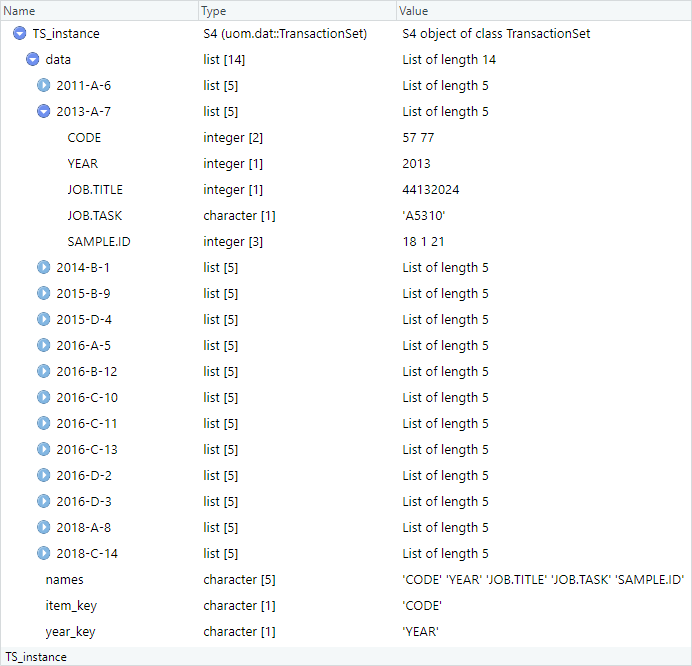 Name Type Value
TS_instance S4 (uom.dat::TransactionSet) S4 object of class TransactionSet
data list [14] List of length 14
2011-A-6 list [5] List of length 5
2013-A-7 list [5] List of length 5
CODE integer [2] 57 77
YEAR integer [1] 2013
JOB.TITLE integer [1] 44132024
JOB.TASK character [1] 'A5310'
SAMPLE.ID integer [3] 18 1 21
2014-B-1 list [5] List of length 5
2015-B-9 list [5] List of length 5
2015-D-4 list [5] List of length 5
2016-A-5 list [5] List of length 5
2016-B-12 list [5] List of length 5
2016-C-10 list [5] List of length 5
2016-C-11 list [5] List of length 5
2016-C-13 list [5] List of length 5
2016-D-2 list [5] List of length 5
2016-D-3 list [5] List of length 5
2018-A-8 list [5] List of length 5
2018-C-14 list [5] List of length 5
names character [5] 'CODE' 'YEAR' 'JOB.TITLE' 'JOB.TASK' 'SAMPLE.ID'
item_key character [1] 'CODE'
year_key character [1] 'YEAR'
TS_instance